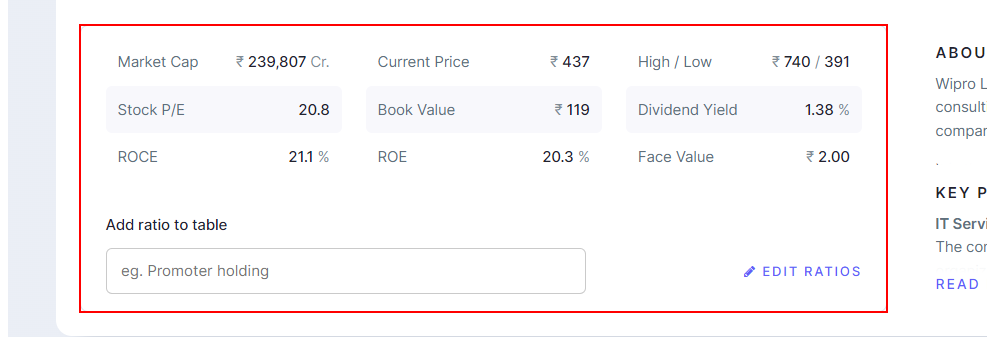 Market Cap ₹ 239,807 Cr. Current Price ₹ 437 High / Low ₹ 740 / 391
Stock P/E 20.8 Book Value ₹ 119 Dividend Yield 1.38 %
ROCE 21.1 % ROE 20.3 % Face Value ₹ 2.00
Add ratio to table
eg. Promoter holding
EDIT RATIOS
ABOU
Wipro L
consult
compar
.
KEY P
IT Servi
The cor
READ